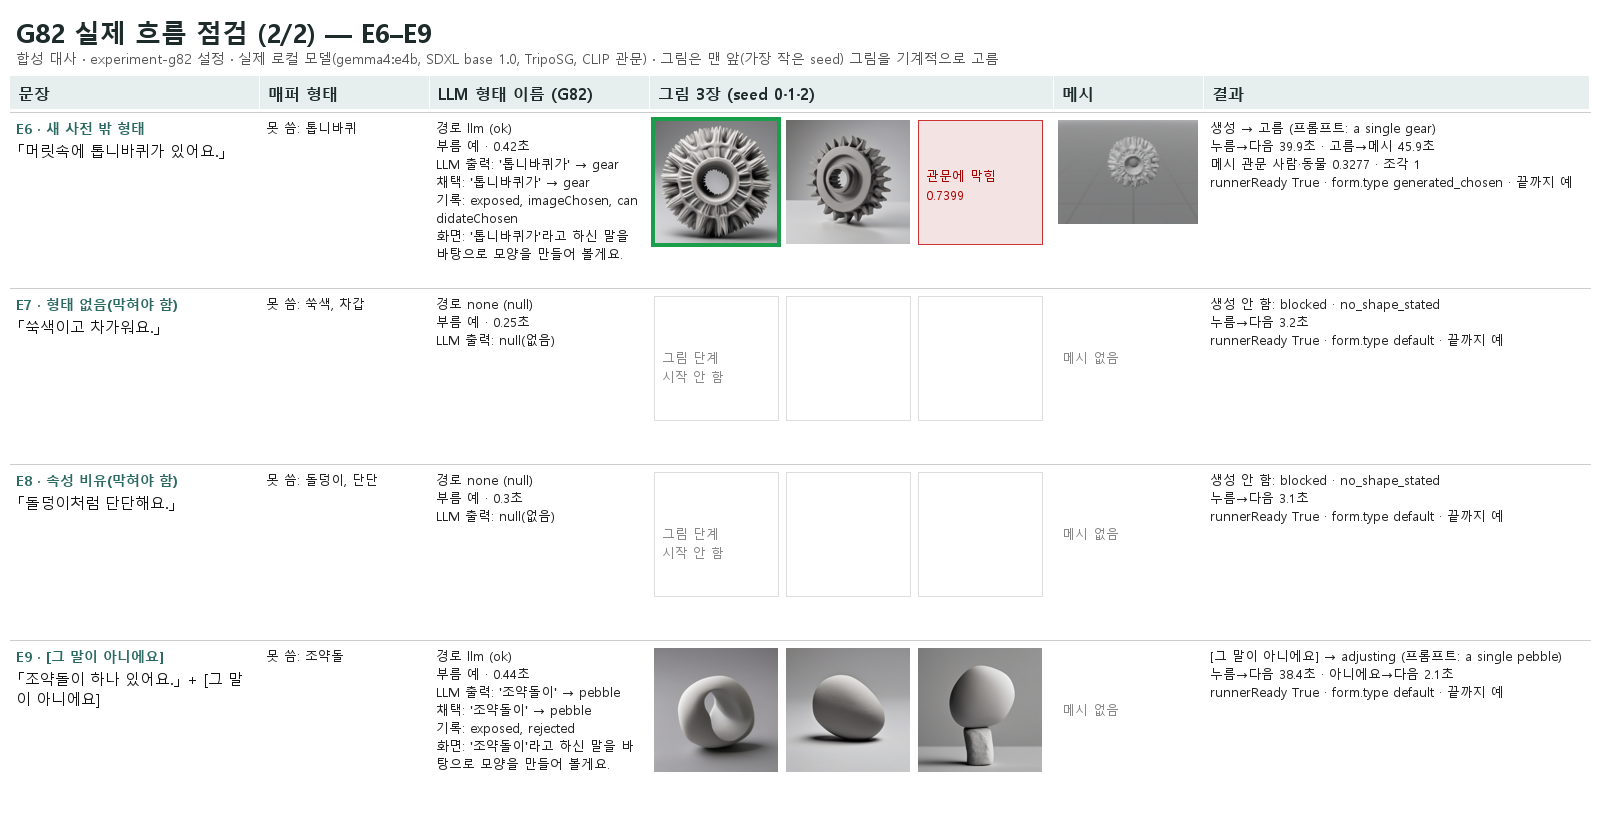 G82 실제 흐름 점검 (2/2) — E6–E9
합성 대사 · experiment-g82 설정 · 실제 로컬 모델(gemma4:e4b, SDXL base 1.0, TripoSG, CLIP 관문) · 그림은 맨 앞(가장 작은 seed) 그림을 기계적으로 고름
문장 매퍼 형태 LLM 형태 이름 (G82) 그림 3장 (seed 0·1·2) 메시 결과
E6 · 새 사전 밖 형태
「머릿속에 톱니바퀴가 있어요.」
못 씀: 톱니바퀴
경로 llm (ok)
부름 예 · 0.42초
LLM 출력: '톱니바퀴가' → gear
채택: '톱니바퀴가' → gear
기록: exposed, imageChosen, can
didateChosen
화면: '톱니바퀴가'라고 하신 말을
바탕으로 모양을 만들어 볼게요.
관문에 막힘
0.7399
생성 → 고름 (프롬프트: a single gear)
누름→다음 39.9초 · 고름→메시 45.9초
메시 관문 사람·동물 0.3277 · 조각 1
runnerReady True · form.type generated_chosen · 끝까지 예
E7 · 형태 없음(막혀야 함)
「쑥색이고 차가워요.」
못 씀: 쑥색, 차갑
경로 none (null)
부름 예 · 0.25초
LLM 출력: null(없음)
그림 단계
시작 안 함
메시 없음
생성 안 함: blocked · no_shape_stated
누름→다음 3.2초
runnerReady True · form.type default · 끝까지 예
E8 · 속성 비유(막혀야 함)
「돌덩이처럼 단단해요.」
못 씀: 돌덩이, 단단
경로 none (null)
부름 예 · 0.3초
LLM 출력: null(없음)
그림 단계
시작 안 함
메시 없음
생성 안 함: blocked · no_shape_stated
누름→다음 3.1초
runnerReady True · form.type default · 끝까지 예
E9 · [그 말이 아니에요]
「조약돌이 하나 있어요.」 + [그 말
이 아니에요]
못 씀: 조약돌
경로 llm (ok)
부름 예 · 0.44초
LLM 출력: '조약돌이' → pebble
채택: '조약돌이' → pebble
기록: exposed, rejected
화면: '조약돌이'라고 하신 말을 바
탕으로 모양을 만들어 볼게요.
메시 없음
[그 말이 아니에요] → adjusting (프롬프트: a single pebble)
누름→다음 38.4초 · 아니에요→다음 2.1초
runnerReady True · form.type default · 끝까지 예